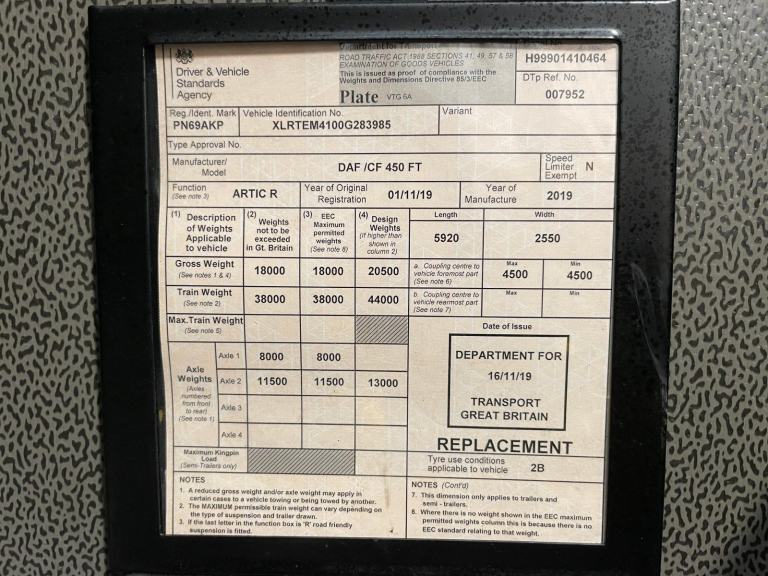 Driver & Vehicle
Standards
Agency
Department for Transport
ROAD TRAFFIC ACT 1988 SECTIONS 41, 49, 57 & 58
EXAMINATION OF GOODS VEHICLES
This is issued as proof of compliance with the
Weights and Dimensions Directive 85/3/EEC
Plate VTG 6A
H99901410464
DTp Ref. No.
007952
Reg./Ident. Mark
PN69AKP
Vehicle Identification No.
XLRTEM4100G283985
Variant
Type Approval No.
Manufacturer/
Model
DAF /CF 450 FT
Speed
Limiter
Exempt
N
Function
(See note 3)
ARTIC R
Year of Original
Registration
01/11/19
Year of
Manufacture
2019
(1) Description
of Weights
Applicable
to vehicle
(2) Weights
not to be
exceeded
in Gt. Britain
(3) EEC
Maximum
permitted
weights
(See note 8)
(4) Design
Weights
(if higher than
shown in
column 2)
Length
5920
Width
2550
Gross Weight
(See notes 1 & 4)
18000
18000
20500
a. Coupling centre to
vehicle foremost part
(See note 6)
Max
4500
Min
4500
Train Weight
(See note 2)
38000
38000
44000
b. Coupling centre to
vehicle rearmost part
(See note 7)
Max
Min
Max.Train Weight
(See note 5)
Axle
Weights
(Axles
numbered
from front
to rear)
(See note 1)
Axle 1
8000
8000
Axle 2
11500
11500
13000
Axle 3
Axle 4
Maximum Kingpin
Load
(Semi-Trailers only)
Date of Issue
DEPARTMENT FOR
16/11/19
TRANSPORT
GREAT BRITAIN
REPLACEMENT
Tyre use conditions
applicable to vehicle
2B
NOTES
1. A reduced gross weight and/or axle weight may apply in
certain cases to a vehicle towing or being towed by another.
2. The MAXIMUM permissible train weight can vary depending on
the type of suspension and trailer drawn.
3. If the last letter in the function box is 'R' road friendly
suspension is fitted.
NOTES (Cont'd)
7. This dimension only applies to trailers and
semi - trailers.
8. Where there is no weight shown in the EEC maximum
permitted weights column this is because there is no
EEC standard relating to that weight.